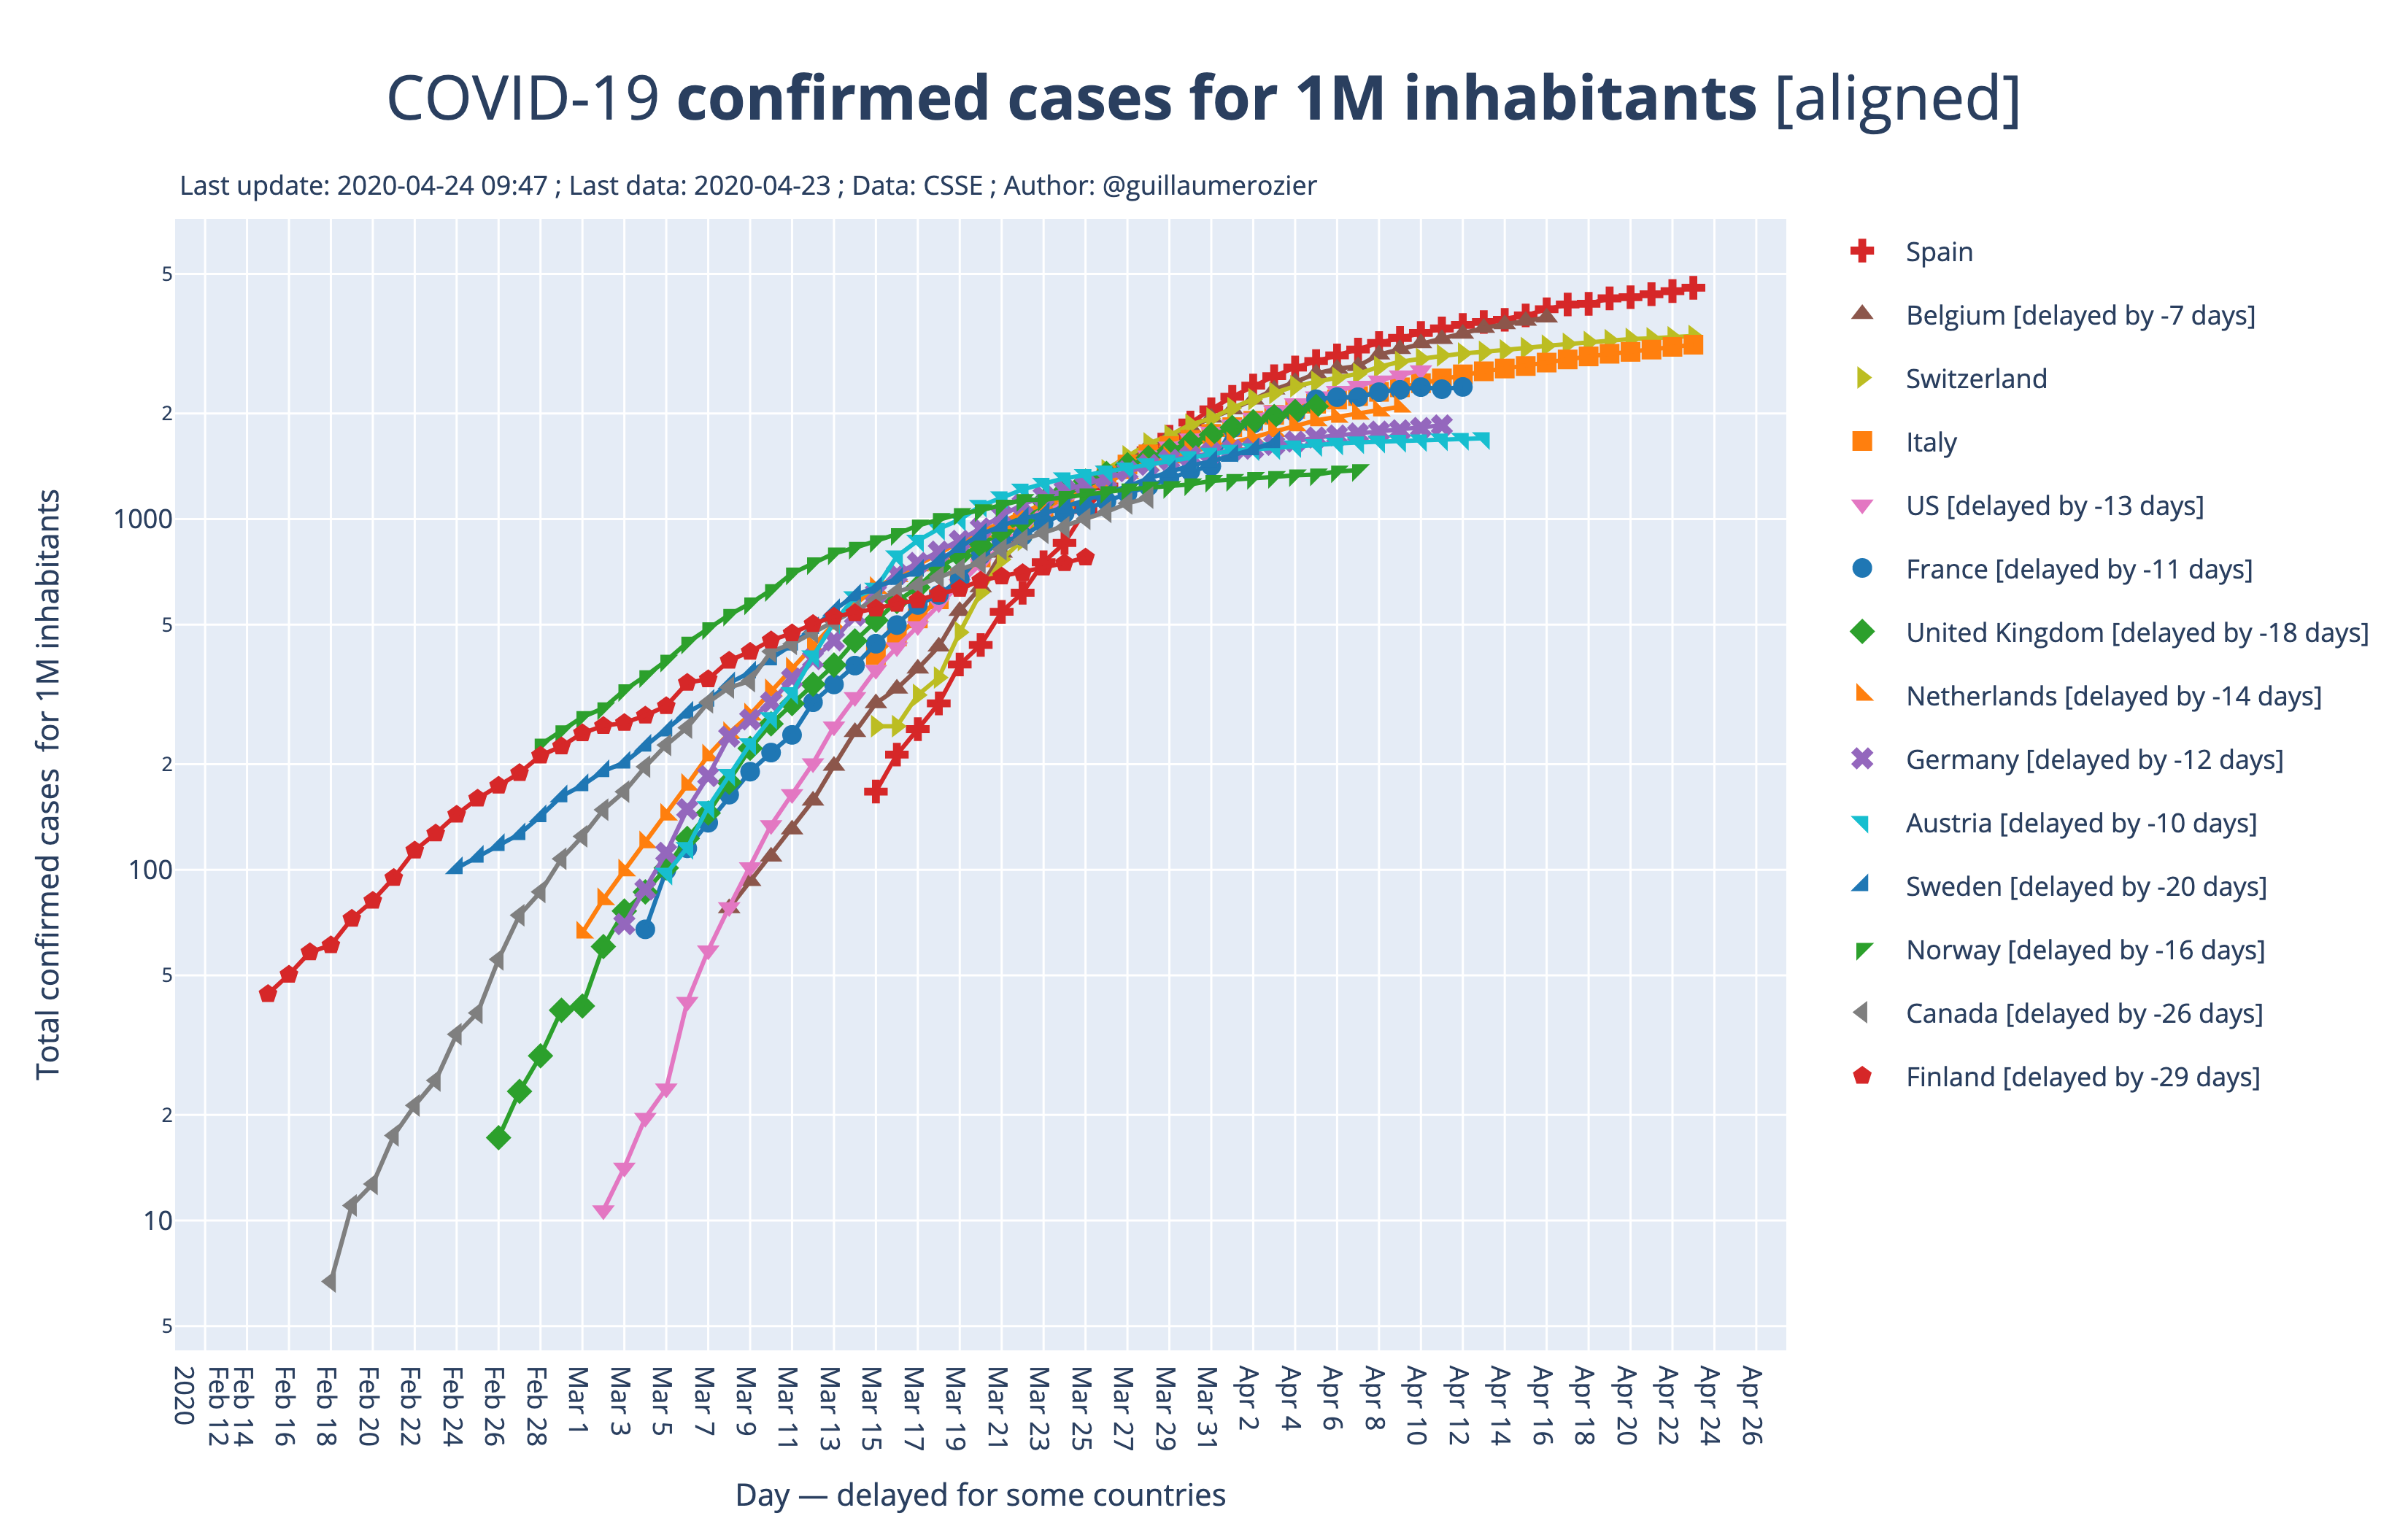 COVID-19 confirmed cases for 1M inhabitants [aligned]
Last update: 2020-04-24 09:47 ; Last data: 2020-04-23 ; Data: CSSE ; Author: @guillaumerozier
Total confirmed cases for 1M inhabitants
5
2
1000
5
2
100
5
2
10
5
Feb 12
2020
Feb 14
Feb 16
Feb 18
Feb 20
Feb 22
Feb 24
Feb 26
Feb 28
Mar 1
Mar 3
Mar 5
Mar 7
Mar 9
Mar 11
Mar 13
Mar 15
Mar 17
Mar 19
Mar 21
Mar 23
Mar 25
Mar 27
Mar 29
Mar 31
Apr 2
Apr 4
Apr 6
Apr 8
Apr 10
Apr 12
Apr 14
Apr 16
Apr 18
Apr 20
Apr 22
Apr 24
Apr 26
Day — delayed for some countries
Spain
Belgium [delayed by -7 days]
Switzerland
Italy
US [delayed by -13 days]
France [delayed by -11 days]
United Kingdom [delayed by -18 days]
Netherlands [delayed by -14 days]
Germany [delayed by -12 days]
Austria [delayed by -10 days]
Sweden [delayed by -20 days]
Norway [delayed by -16 days]
Canada [delayed by -26 days]
Finland [delayed by -29 days]